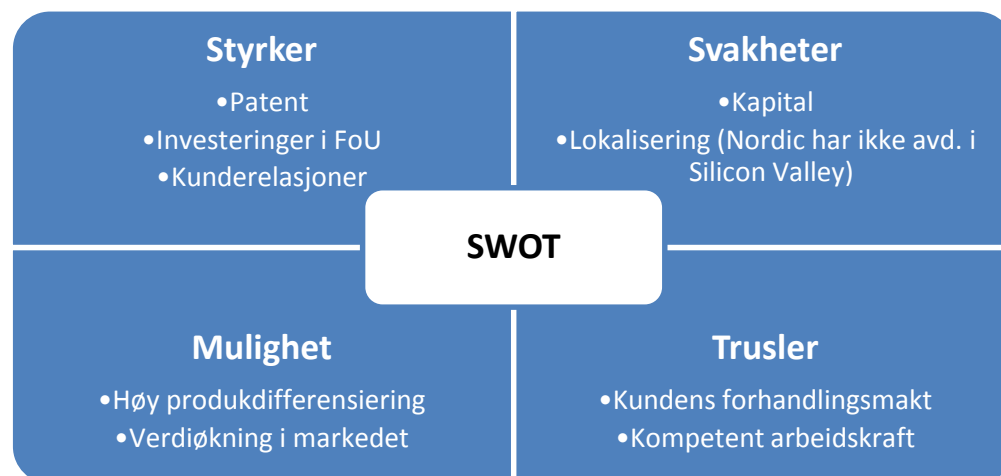 Styrker
•Patent
•Investeringer i FoU
•Kunderelasjoner
Svakheter
•Kapital
•Lokalisering (Nordic har ikke avd. i
Silicon Valley)
SWOT
Mulighet
•Høy produkdifferensiering
•Verdiøkning i markedet
Trusler
•Kundens forhandlingsmakt
•Kompetent arbeidskraft